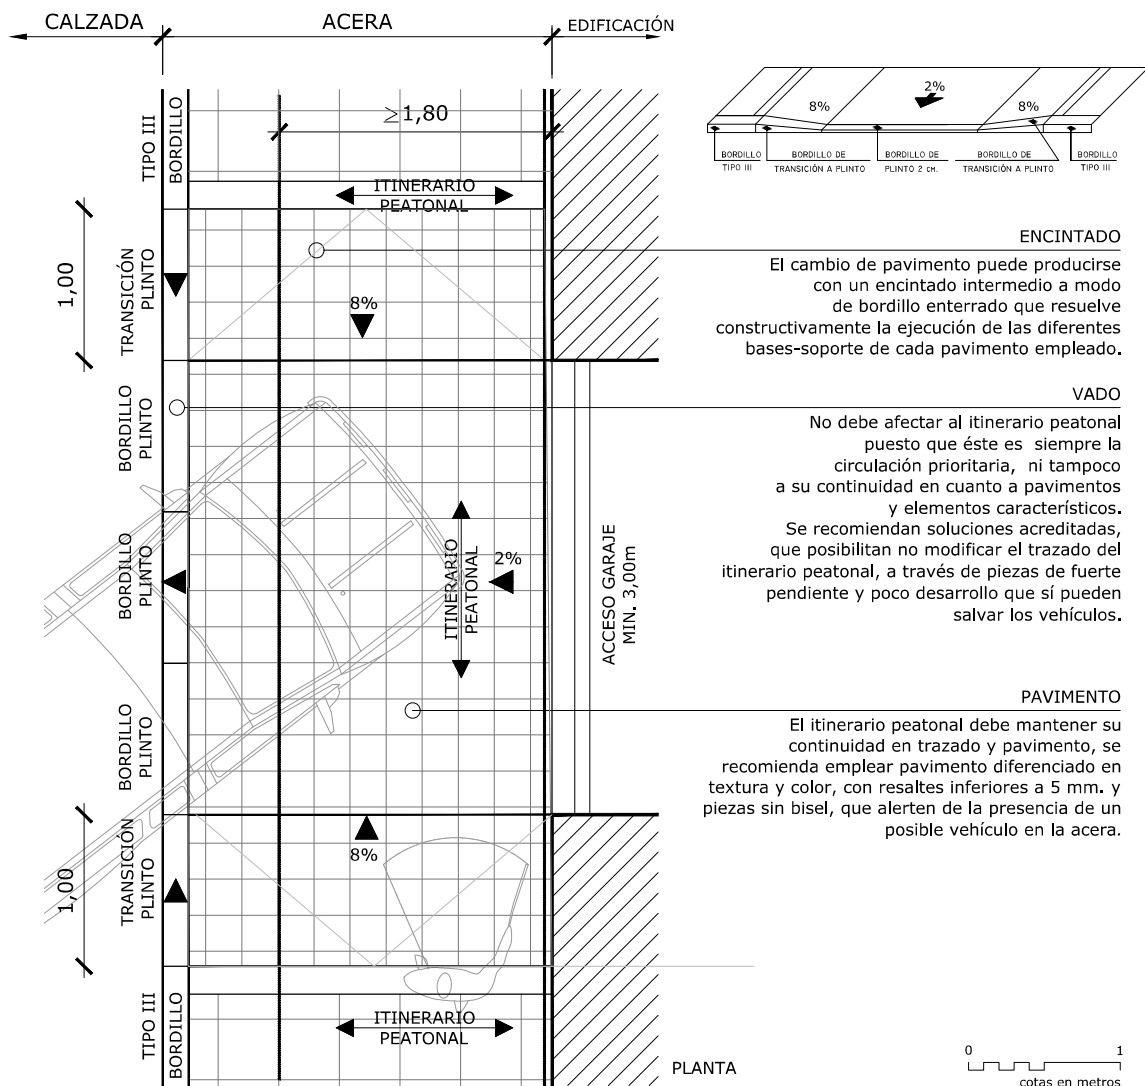 CALZADA
ACERA
EDIFICACIÓN
≥1,80
TIPO III
BORDILLO
ITINERARIO
PEATONAL
1,00
TRANSICIÓN
PLINTO
8%
BORDILLO
PLINTO
BORDILLO
PLINTO
ITINERARIO
PEATONAL
2%
ACCESO GARAJE
MIN. 3,00m
BORDILLO
PLINTO
1,00
TRANSICIÓN
PLINTO
8%
TIPO III
BORDILLO
ITINERARIO
PEATONAL
PLANTA
8%
2%
8%
BORDILLO
TIPO III
BORDILLO DE
TRANSICIÓN A PLINTO
BORDILLO DE
PLINTO 2 CM.
BORDILLO DE
TRANSICIÓN A PLINTO
BORDILLO
TIPO III
ENCINTADO
El cambio de pavimento puede producirse
con un encintado intermedio a modo
de bordillo enterrado que resuelve
constructivamente la ejecución de las diferentes
bases-soporte de cada pavimento empleado.
VADO
No debe afectar al itinerario peatonal
puesto que éste es siempre la
circulación prioritaria, ni tampoco
a su continuidad en cuanto a pavimentos
y elementos característicos.
Se recomiendan soluciones acreditadas,
que posibilitan no modificar el trazado del
itinerario peatonal, a través de piezas de fuerte
pendiente y poco desarrollo que sí pueden
salvar los vehículos.
PAVIMENTO
El itinerario peatonal debe mantener su
continuidad en trazado y pavimento, se
recomienda emplear pavimento diferenciado en
textura y color, con resaltes inferiores a 5 mm. y
piezas sin bisel, que alerten de la presencia de un
posible vehículo en la acera.
0 1
cotas en metros